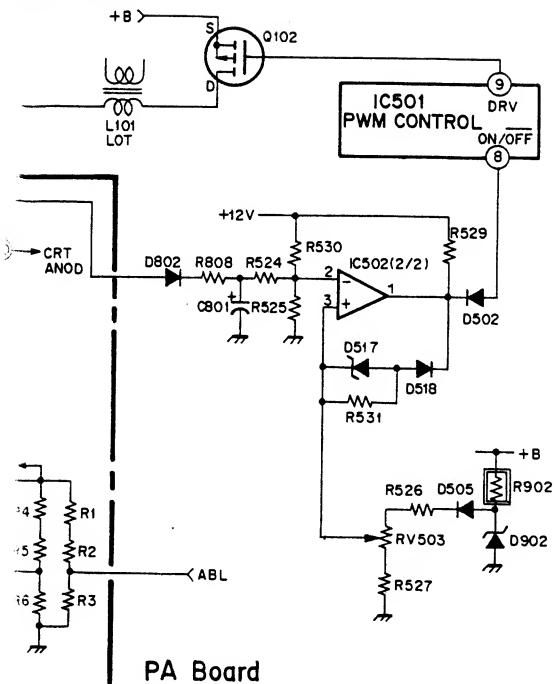 +B
S
Q102
D
L101
LOT
9
DRV
IC501
PWM CONTROL
ON/OFF
8
CRT
ANOD
D802
R808
R524
C801
+
R525
+12V
R530
R529
IC502(2/2)
2
-
3
+
1
D502
D517
D518
R531
+B
R902
R526
D505
D902
RV503
R527
R1
R2
R3
ABL
PA Board